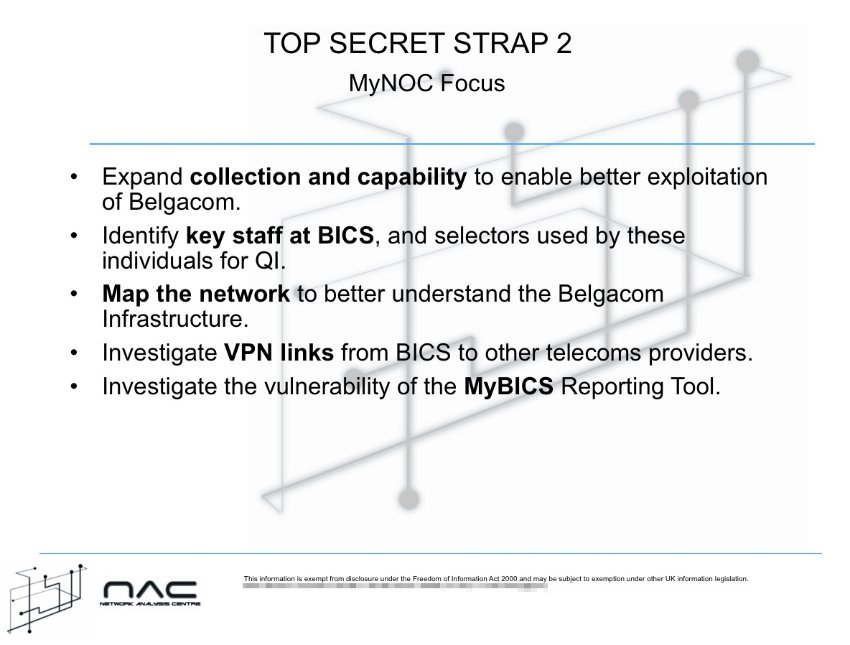 TOP SECRET STRAP 2
MyNOC Focus
• Expand collection and capability to enable better exploitation
of Belgacom.
• Identify key staff at BICS, and selectors used by these
individuals for QI.
• Map the network to better understand the Belgacom
Infrastructure.
• Investigate VPN links from BICS to other telecoms providers.
• Investigate the vulnerability of the MyBICS Reporting Tool.
This information is exempt from disclosure under the Freedom of Information Act 2000 and may be subject to exemption under other UK information legislation.
NAC
NETWORK ANALYSIS CENTRE